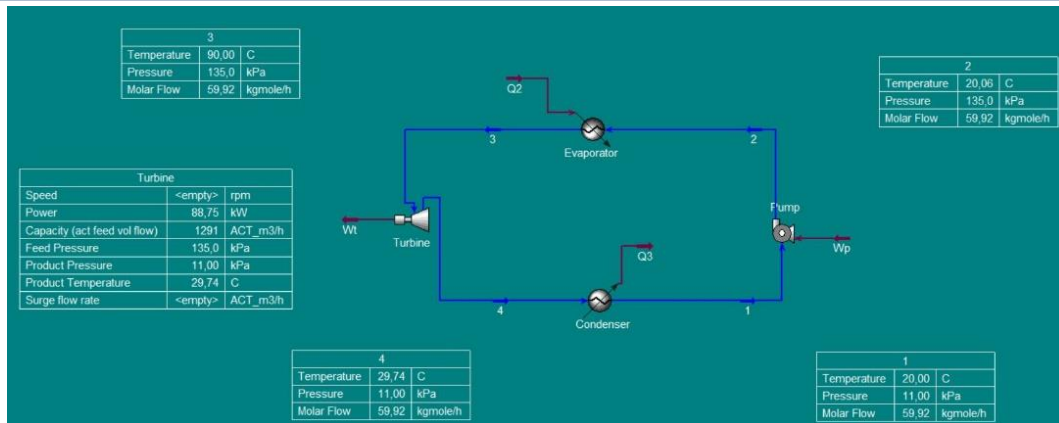 3
Temperature 90,00 C
Pressure 135,0 kPa
Molar Flow 59,92 kgmole/h
2
Temperature 20,06 C
Pressure 135,0 kPa
Molar Flow 59,92 kgmole/h
Q2
3
Evaporator
2
Turbine
Speed <empty> rpm
Power 88,75 kW
Capacity (act feed vol flow) 1291 ACT_m3/h
Feed Pressure 135,0 kPa
Product Pressure 11,00 kPa
Product Temperature 29,74 C
Surge flow rate <empty> ACT_m3/h
Wt
Turbine
Pump
Wp
Q3
4
Condenser
1
4
Temperature 29,74 C
Pressure 11,00 kPa
Molar Flow 59,92 kgmole/h
1
Temperature 20,00 C
Pressure 11,00 kPa
Molar Flow 59,92 kgmole/h